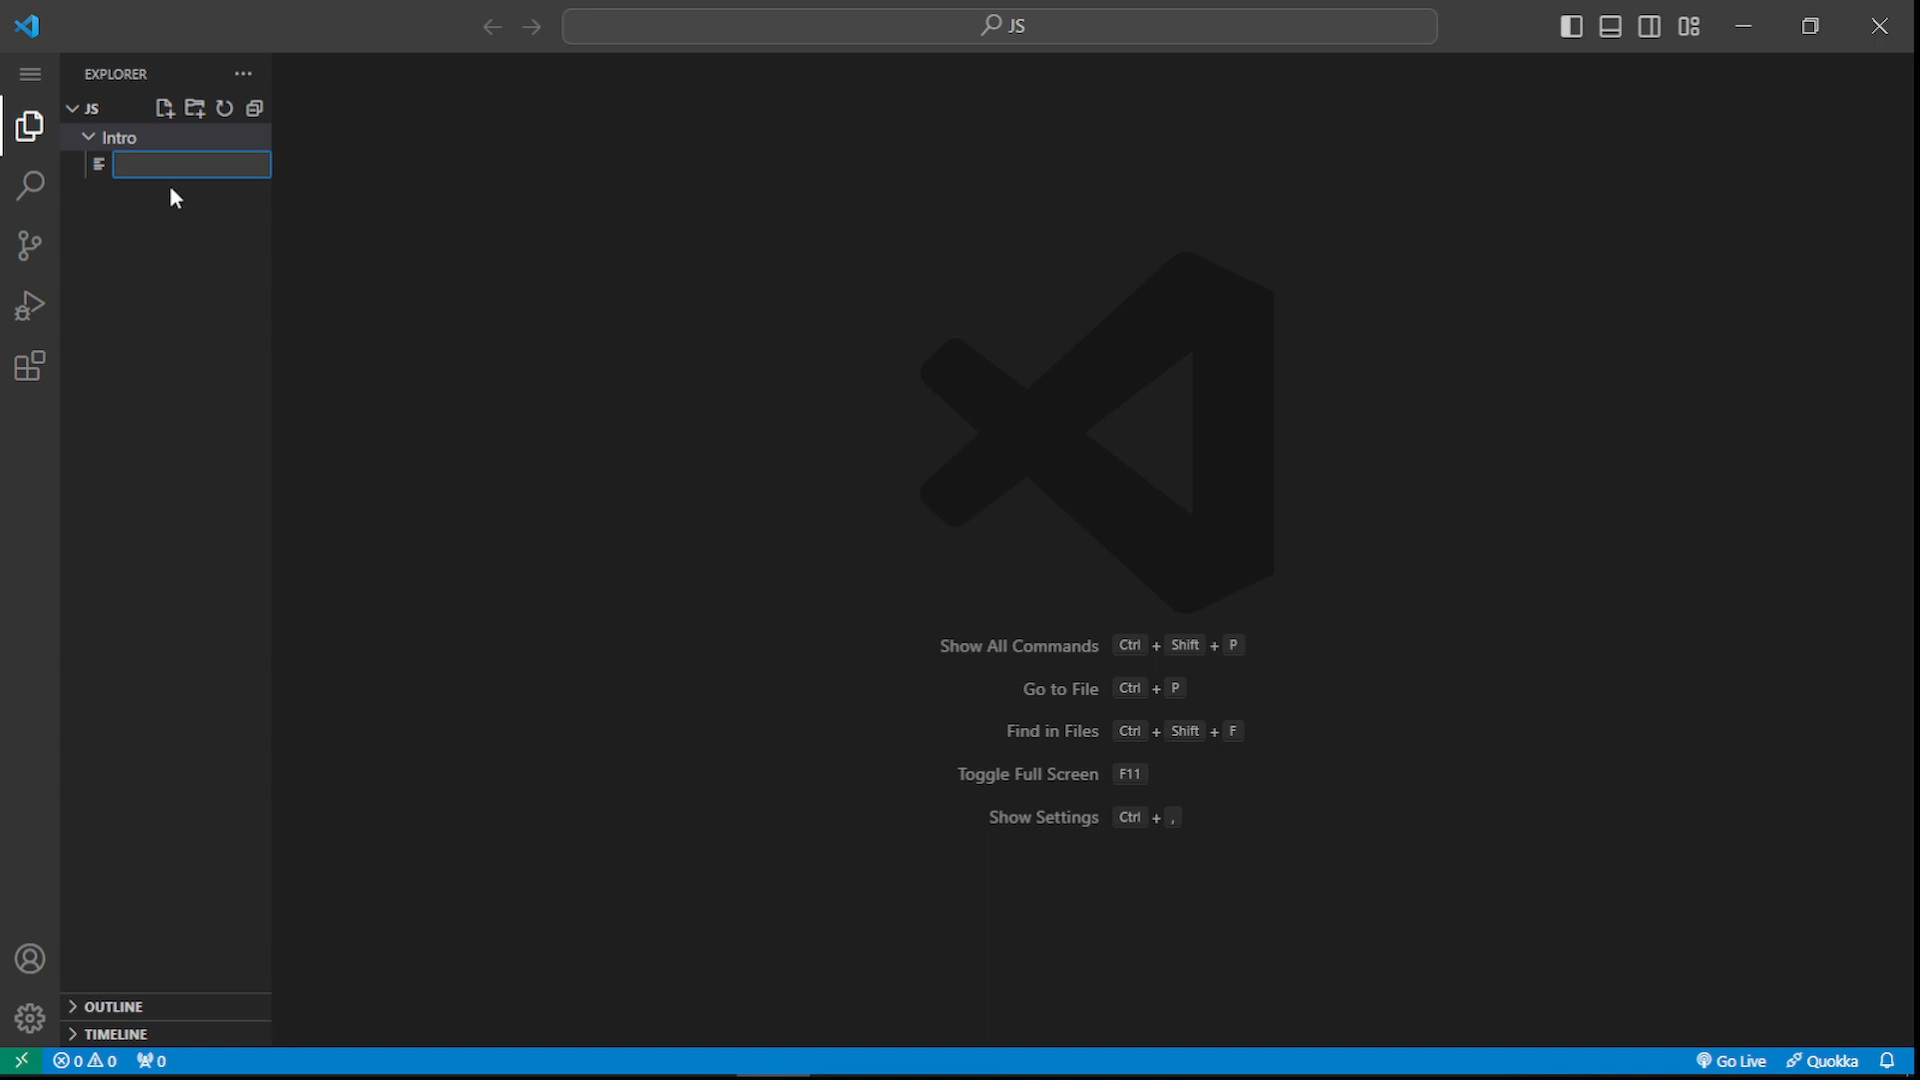 JS
EXPLORER
JS
Intro
Show All Commands Ctrl + Shift + P
Go to File Ctrl + P
Find in Files Ctrl + Shift + F
Toggle Full Screen F11
Show Settings Ctrl + ,
OUTLINE
TIMELINE
0 0 0 Go Live Quokka